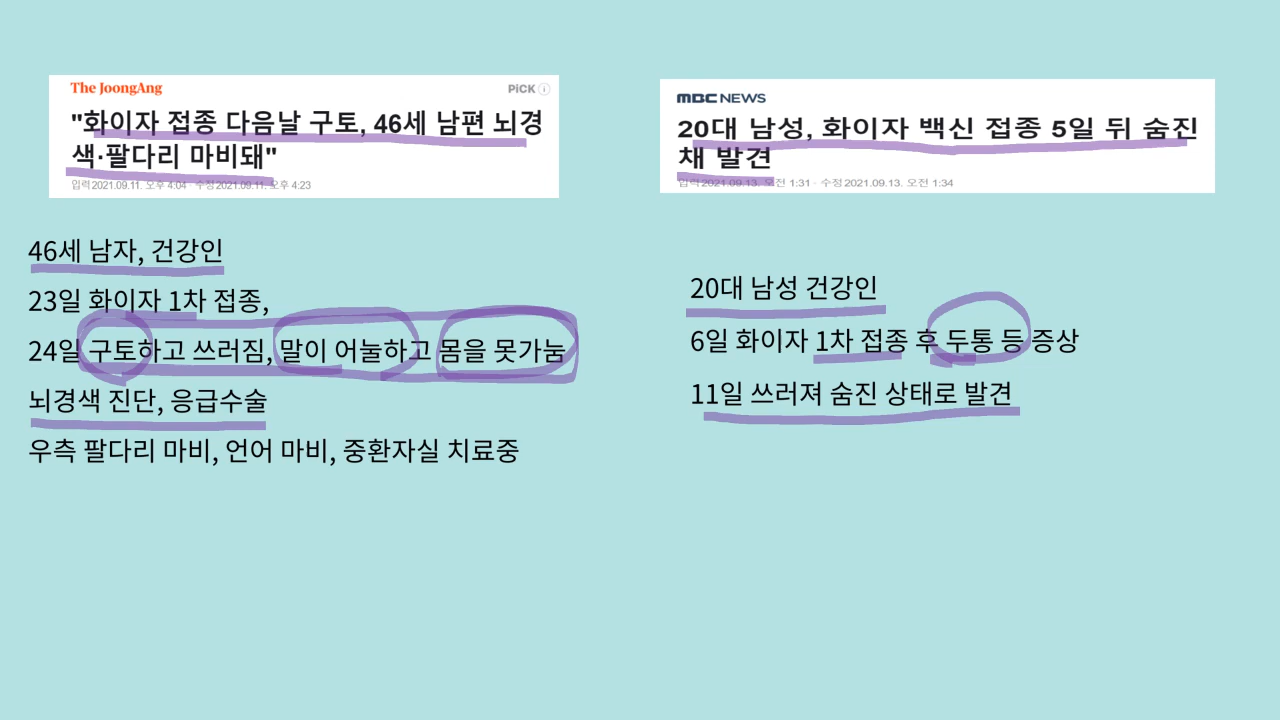 The JoongAng
PiCK
"화이자 접종 다음날 구토, 46세 남편 뇌경
색·팔다리 마비돼"
입력 2021.09.11. 오후 4:04 · 수정 2021.09.11. 오후 4:23
46세 남자, 건강인
23일 화이자 1차 접종,
24일 구토하고 쓰러짐, 말이 어눌하고 몸을 못가눔
뇌경색 진단, 응급수술
우측 팔다리 마비, 언어 마비, 중환자실 치료중
MBC NEWS
20대 남성, 화이자 백신 접종 5일 뒤 숨진
채 발견
입력 2021.09.13. 오전 1:31 · 수정 2021.09.13. 오전 1:34
20대 남성 건강인
6일 화이자 1차 접종 후 두통 등 증상
11일 쓰러져 숨진 상태로 발견